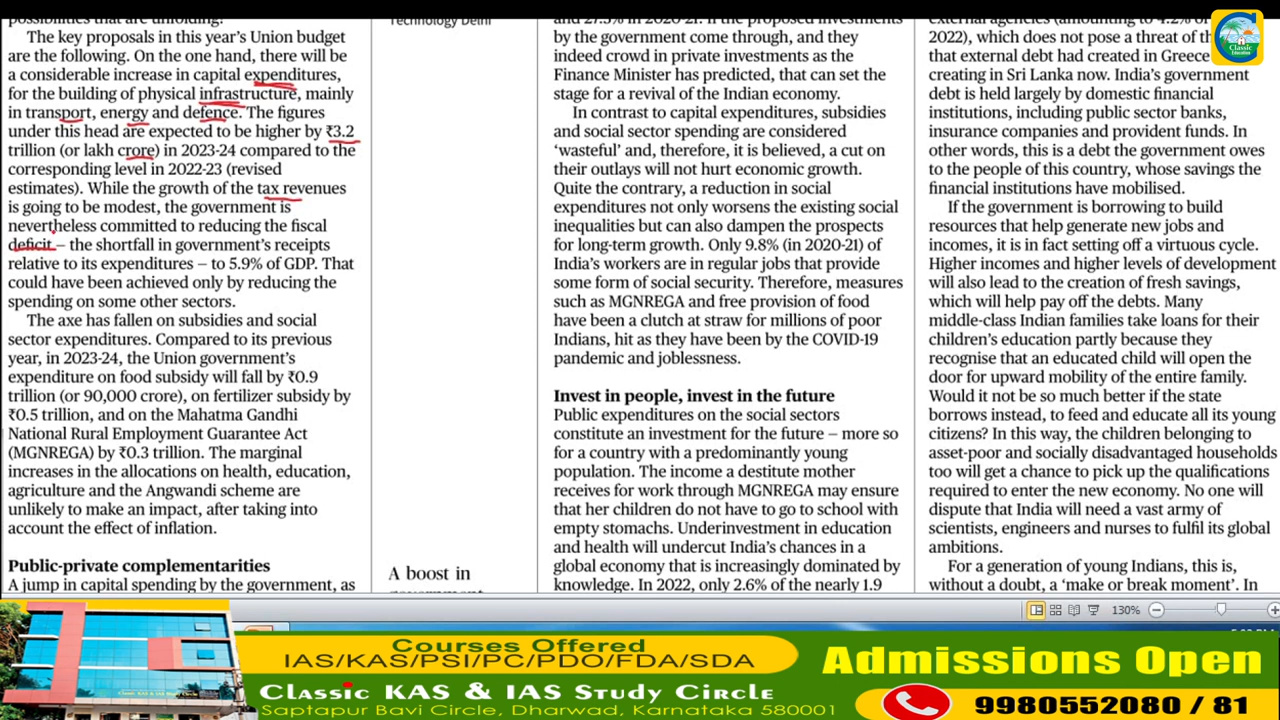 possibilities that are unfolding.
The key proposals in this year's Union budget
are the following. On the one hand, there will be
a considerable increase in capital expenditures,
for the building of physical infrastructure, mainly
in transport, energy and defence. The figures
under this head are expected to be higher by ₹3.2
trillion (or lakh crore) in 2023-24 compared to the
corresponding level in 2022-23 (revised
estimates). While the growth of the tax revenues
is going to be modest, the government is
nevertheless committed to reducing the fiscal
deficit – the shortfall in government's receipts
relative to its expenditures – to 5.9% of GDP. That
could have been achieved only by reducing the
spending on some other sectors.
The axe has fallen on subsidies and social
sector expenditures. Compared to its previous
year, in 2023-24, the Union government's
expenditure on food subsidy will fall by ₹0.9
trillion (or 90,000 crore), on fertilizer subsidy by
₹0.5 trillion, and on the Mahatma Gandhi
National Rural Employment Guarantee Act
(MGNREGA) by ₹0.3 trillion. The marginal
increases in the allocations on health, education,
agriculture and the Angwandi scheme are
unlikely to make an impact, after taking into
account the effect of inflation.
Public-private complementarities
A jump in capital spending by the government, as
Technology Delhi
A boost in
and 27.3% in 2020-21. If the proposed investments
by the government come through, and they
indeed crowd in private investments as the
Finance Minister has predicted, that can set the
stage for a revival of the Indian economy.
In contrast to capital expenditures, subsidies
and social sector spending are considered
'wasteful' and, therefore, it is believed, a cut on
their outlays will not hurt economic growth.
Quite the contrary, a reduction in social
expenditures not only worsens the existing social
inequalities but can also dampen the prospects
for long-term growth. Only 9.8% (in 2020-21) of
India's workers are in regular jobs that provide
some form of social security. Therefore, measures
such as MGNREGA and free provision of food
have been a clutch at straw for millions of poor
Indians, hit as they have been by the COVID-19
pandemic and joblessness.
Invest in people, invest in the future
Public expenditures on the social sectors
constitute an investment for the future – more so
for a country with a predominantly young
population. The income a destitute mother
receives for work through MGNREGA may ensure
that her children do not have to go to school with
empty stomachs. Underinvestment in education
and health will undercut India's chances in a
global economy that is increasingly dominated by
knowledge. In 2022, only 2.6% of the nearly 1.9
external agencies (amounting to 4.2% of
2022), which does not pose a threat of th
that external debt had created in Greece
creating in Sri Lanka now. India's government
debt is held largely by domestic financial
institutions, including public sector banks,
insurance companies and provident funds. In
other words, this is a debt the government owes
to the people of this country, whose savings the
financial institutions have mobilised.
If the government is borrowing to build
resources that help generate new jobs and
incomes, it is in fact setting off a virtuous cycle.
Higher incomes and higher levels of development
will also lead to the creation of fresh savings,
which will help pay off the debts. Many
middle-class Indian families take loans for their
children's education partly because they
recognise that an educated child will open the
door for upward mobility of the entire family.
Would it not be so much better if the state
borrows instead, to feed and educate all its young
citizens? In this way, the children belonging to
asset-poor and socially disadvantaged households
too will get a chance to pick up the qualifications
required to enter the new economy. No one will
dispute that India will need a vast army of
scientists, engineers and nurses to fulfil its global
ambitions.
For a generation of young Indians, this is,
without a doubt, a 'make or break moment'. In
Classic
Education
130%
Courses Offered
IAS/KAS/PSI/PC/PDO/FDA/SDA
Classic KAS & IAS Study Circle
Saptapur Bavi Circle, Dharwad, Karnataka 580001
Admissions Open
9980552080 / 81